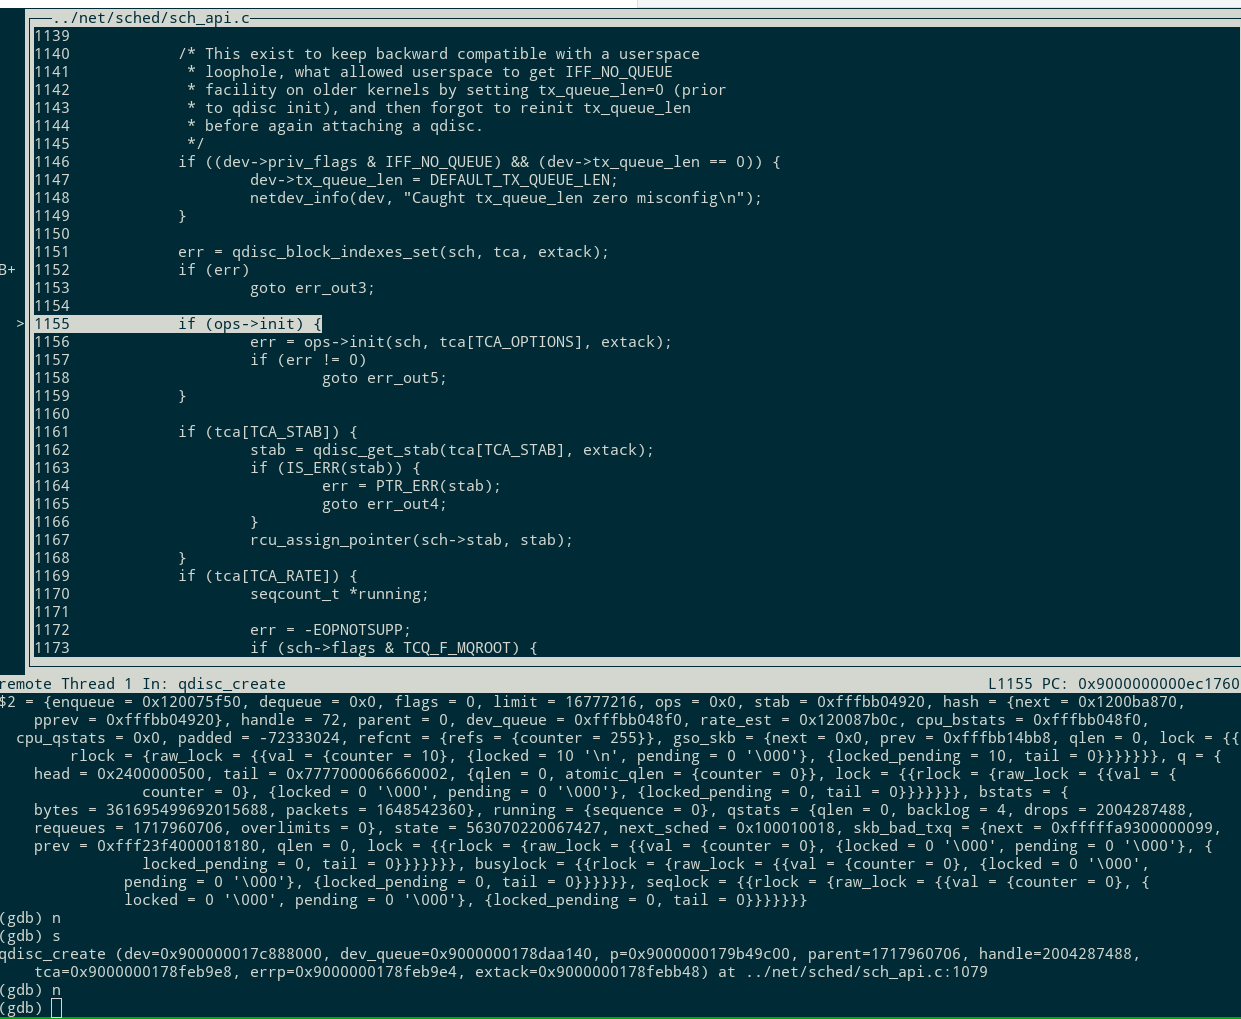 ../net/sched/sch_api.c
1139
1140            /* This exist to keep backward compatible with a userspace
1141             * loophole, what allowed userspace to get IFF_NO_QUEUE
1142             * facility on older kernels by setting tx_queue_len=0 (prior
1143             * to qdisc init), and then forgot to reinit tx_queue_len
1144             * before again attaching a qdisc.
1145             */
1146            if ((dev->priv_flags & IFF_NO_QUEUE) && (dev->tx_queue_len == 0)) {
1147                    dev->tx_queue_len = DEFAULT_TX_QUEUE_LEN;
1148                    netdev_info(dev, "Caught tx_queue_len zero misconfig\n");
1149            }
1150
1151            err = qdisc_block_indexes_set(sch, tca, extack);
B+ 1152            if (err)
1153                    goto err_out3;
1154
> 1155            if (ops->init) {
1156                    err = ops->init(sch, tca[TCA_OPTIONS], extack);
1157                    if (err != 0)
1158                            goto err_out5;
1159            }
1160
1161            if (tca[TCA_STAB]) {
1162                    stab = qdisc_get_stab(tca[TCA_STAB], extack);
1163                    if (IS_ERR(stab)) {
1164                            err = PTR_ERR(stab);
1165                            goto err_out4;
1166                    }
1167                    rcu_assign_pointer(sch->stab, stab);
1168            }
1169            if (tca[TCA_RATE]) {
1170                    seqcount_t *running;
1171
1172                    err = -EOPNOTSUPP;
1173                    if (sch->flags & TCQ_F_MQROOT) {
remote Thread 1 In: qdisc_create L1155 PC: 0x9000000000ec1760
$2 = {enqueue = 0x120075f50, dequeue = 0x0, flags = 0, limit = 16777216, ops = 0x0, stab = 0xfffbb04920, hash = {next = 0x1200ba870,
    pprev = 0xfffbb04920}, handle = 72, parent = 0, dev_queue = 0xfffbb048f0, rate_est = 0x120087b0c, cpu_bstats = 0xfffbb048f0,
  cpu_qstats = 0x0, padded = -72333024, refcnt = {refs = {counter = 255}}, gso_skb = {next = 0x0, prev = 0xfffbb14bb8, qlen = 0, lock = {{
        rlock = {raw_lock = {{val = {counter = 10}, {locked = 10 '\n', pending = 0 '\000'}, {locked_pending = 10, tail = 0}}}}}}}, q = {
    head = 0x2400000500, tail = 0x7777000066660002, {qlen = 0, atomic_qlen = {counter = 0}}, lock = {{rlock = {raw_lock = {{val = {
                counter = 0}, {locked = 0 '\000', pending = 0 '\000'}, {locked_pending = 0, tail = 0}}}}}}}, bstats = {
    bytes = 361695499692015688, packets = 1648542360}, running = {sequence = 0}, qstats = {qlen = 0, backlog = 4, drops = 2004287488,
    requeues = 1717960706, overlimits = 0}, state = 563070220067427, next_sched = 0x100010018, skb_bad_txq = {next = 0xfffffa9300000099,
    prev = 0xfff23f4000018180, qlen = 0, lock = {{rlock = {raw_lock = {{val = {counter = 0}, {locked = 0 '\000', pending = 0 '\000'}, {
                locked_pending = 0, tail = 0}}}}}}}, busylock = {{rlock = {raw_lock = {{val = {counter = 0}, {locked = 0 '\000',
              pending = 0 '\000'}, {locked_pending = 0, tail = 0}}}}}}, seqlock = {{rlock = {raw_lock = {{val = {counter = 0}, {
              locked = 0 '\000', pending = 0 '\000'}, {locked_pending = 0, tail = 0}}}}}}}
(gdb) n
(gdb) s
qdisc_create (dev=0x900000017c888000, dev_queue=0x9000000178daa140, p=0x9000000179b49c00, parent=1717960706, handle=2004287488,
    tca=0x9000000178feb9e8, errp=0x9000000178feb9e4, extack=0x9000000178febb48) at ../net/sched/sch_api.c:1079
(gdb) n
(gdb)